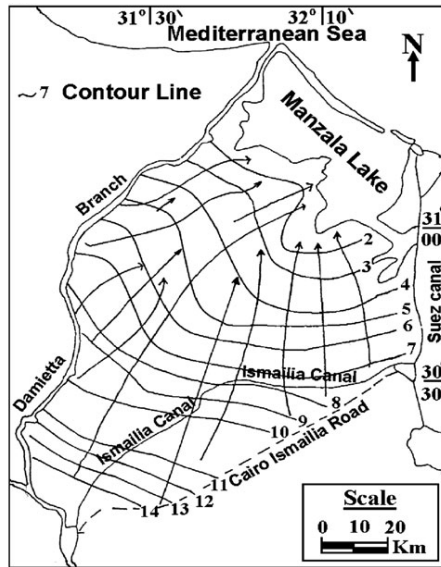 31° 30\ 32° 10\
Mediterranean Sea
N
~ 7 Contour Line
Manzala Lake
Branch
31\
00
2
3
4
5
6
7
Suez canal
Ismailia Canal
30\
30
Damietta
8
9
10
Ismailia Canal
Cairo Ismailia Road
11
12
13
14
Scale
0 10 20
Km